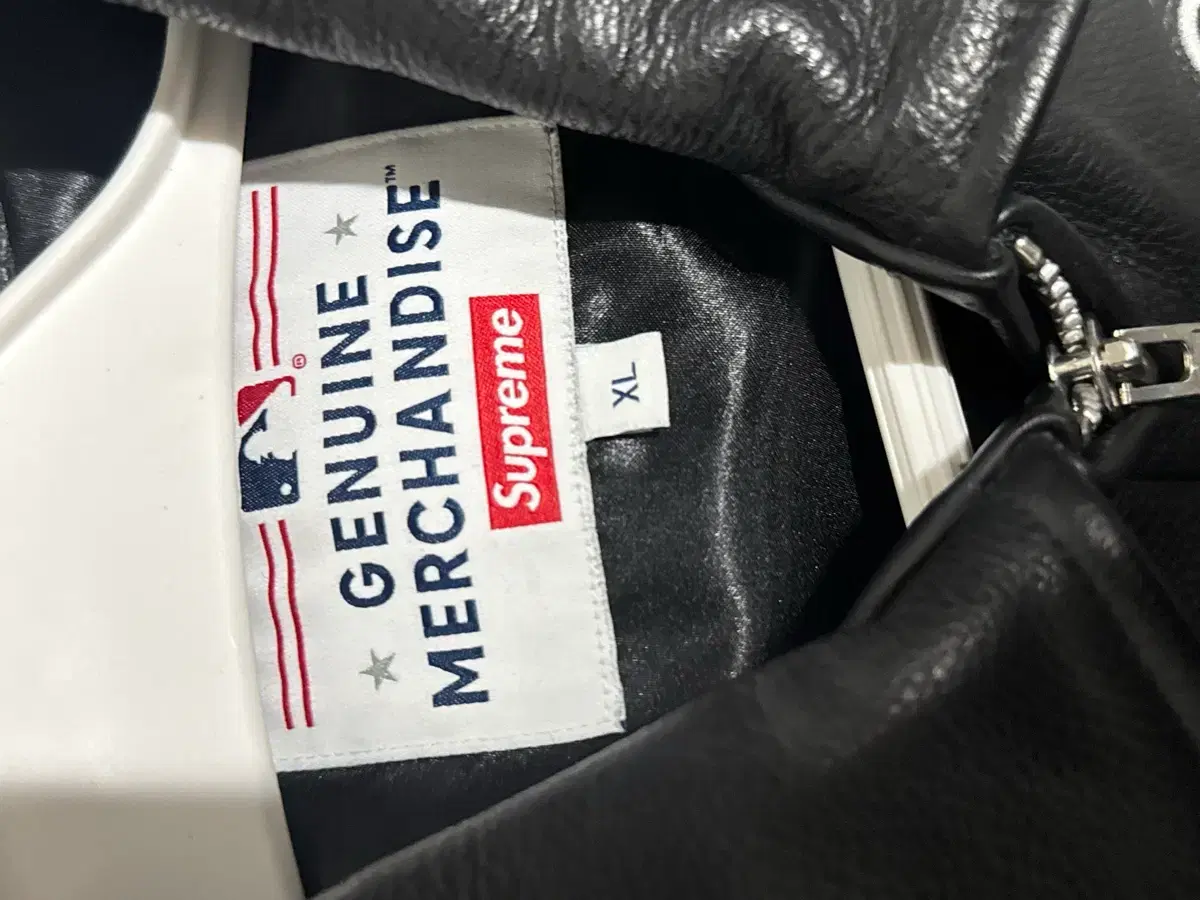 ®
GENUINE
MERCHANDISE™
Supreme
XL